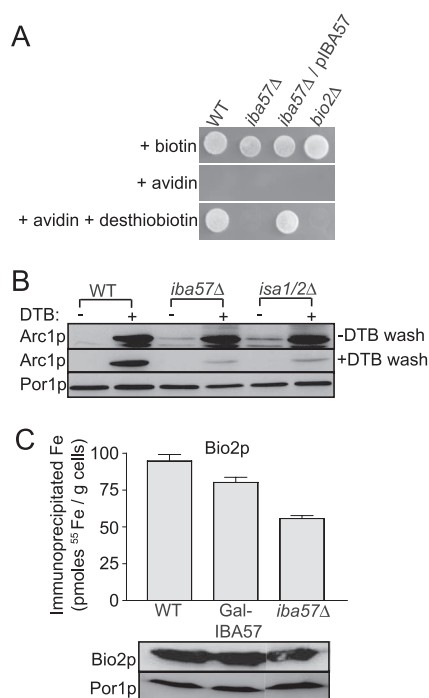 A
WT
iba57Δ
iba57Δ / pIBA57
bio2Δ
+ biotin
+ avidin
+ avidin + desthiobiotin
B
WT iba57Δ isa1/2Δ
DTB: - + - + - +
Arc1p -DTB wash
Arc1p +DTB wash
Por1p
C
Bio2p
Immunoprecipitated Fe
(pmoles ⁵⁵Fe / g cells)
100
75
50
25
0
WT Gal-IBA57 iba57Δ
Bio2p
Por1p